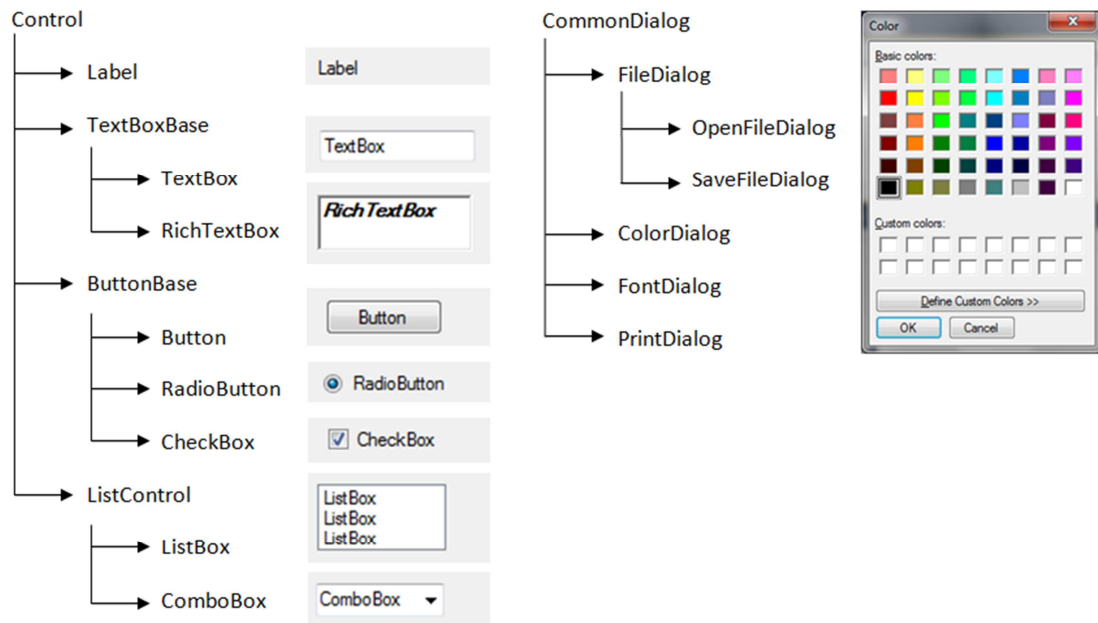 Control
Label
Label
TextBoxBase
TextBox
TextBox
RichTextBox
RichTextBox
ButtonBase
Button
Button
RadioButton
RadioButton
CheckBox
CheckBox
ListControl
ListBox
ListBox
ListBox
ListBox
ComboBox
ComboBox
CommonDialog
FileDialog
OpenFileDialog
SaveFileDialog
ColorDialog
FontDialog
PrintDialog
Color
Basic colors:
Custom colors:
Define Custom Colors >>
OK Cancel